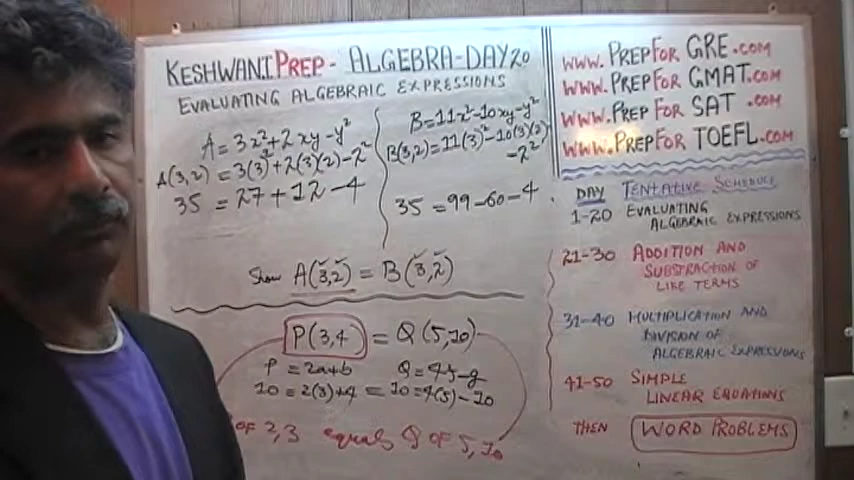 KESHWANI PREP - ALGEBRA-DAY 20
EVALUATING ALGEBRAIC EXPRESSIONS
A = 3x²+2xy-y²
A(3,2) = 3(3)²+2(3)(2)-2²
35 = 27+12-4
B=11x²-10xy-y²
B(3,2)=11(3)²-10(3)(2)
-2²
35 =99-60-4
Show A(3,2) = B(3,2)
P(3,4) = Q(5,10)
P = 2a+b
Q = 4f-g
10 = 2(3)+4 = 10=4(5)-10
OF 3,3 equals Q OF 5,10
WWW.PREPFOR GRE.COM
WWW.PREPFOR GMAT.COM
WWW.PREP FOR SAT .COM
WWW.PREPFOR TOEFL.COM
DAY TENTATIVE SCHEDULE
1-20 EVALUATING
ALGEBRAIC EXPRESSIONS
21-30 ADDITION AND
SUBSTRACTION OF
LIKE TERMS
31-40 MULTIPLICATION AND
DIVISION OF
ALGEBRAIC EXPRESSIONS
41-50 SIMPLE
LINEAR EQUATIONS
THEN WORD PROBLEMS